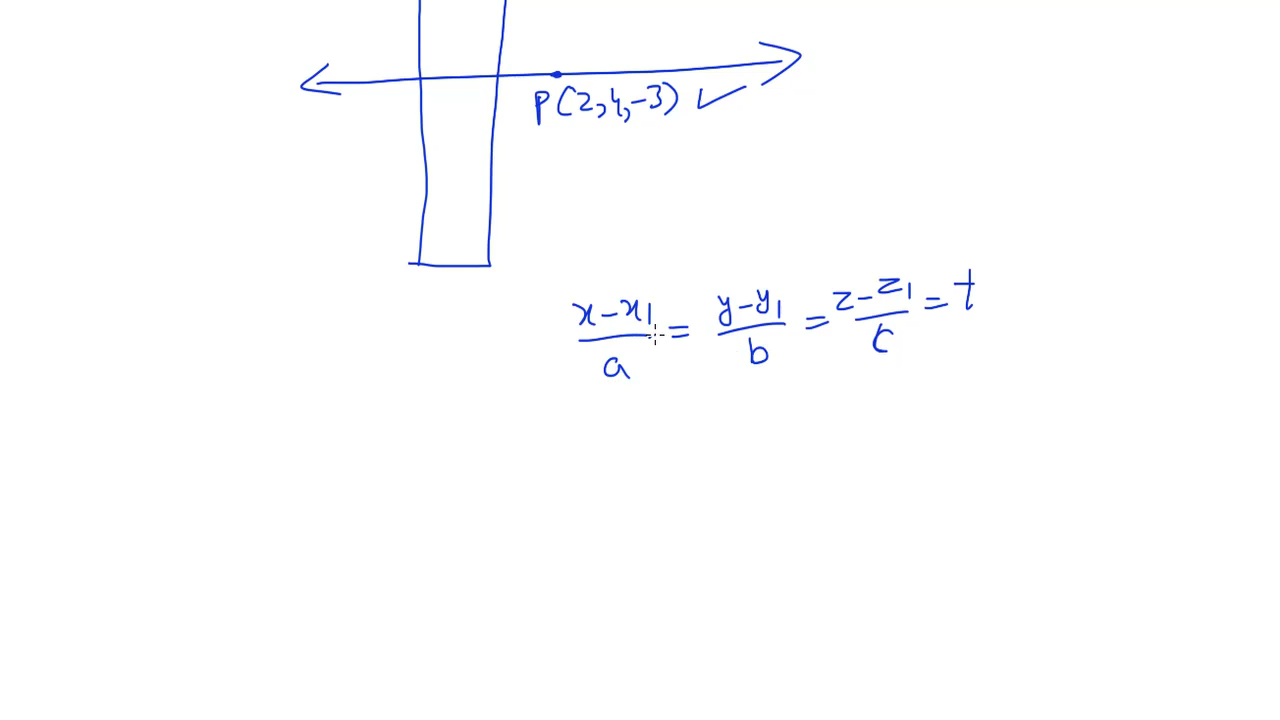 P(2,4,-3) ✓
x-x1/a = y-y1/b = z-z1/c = t